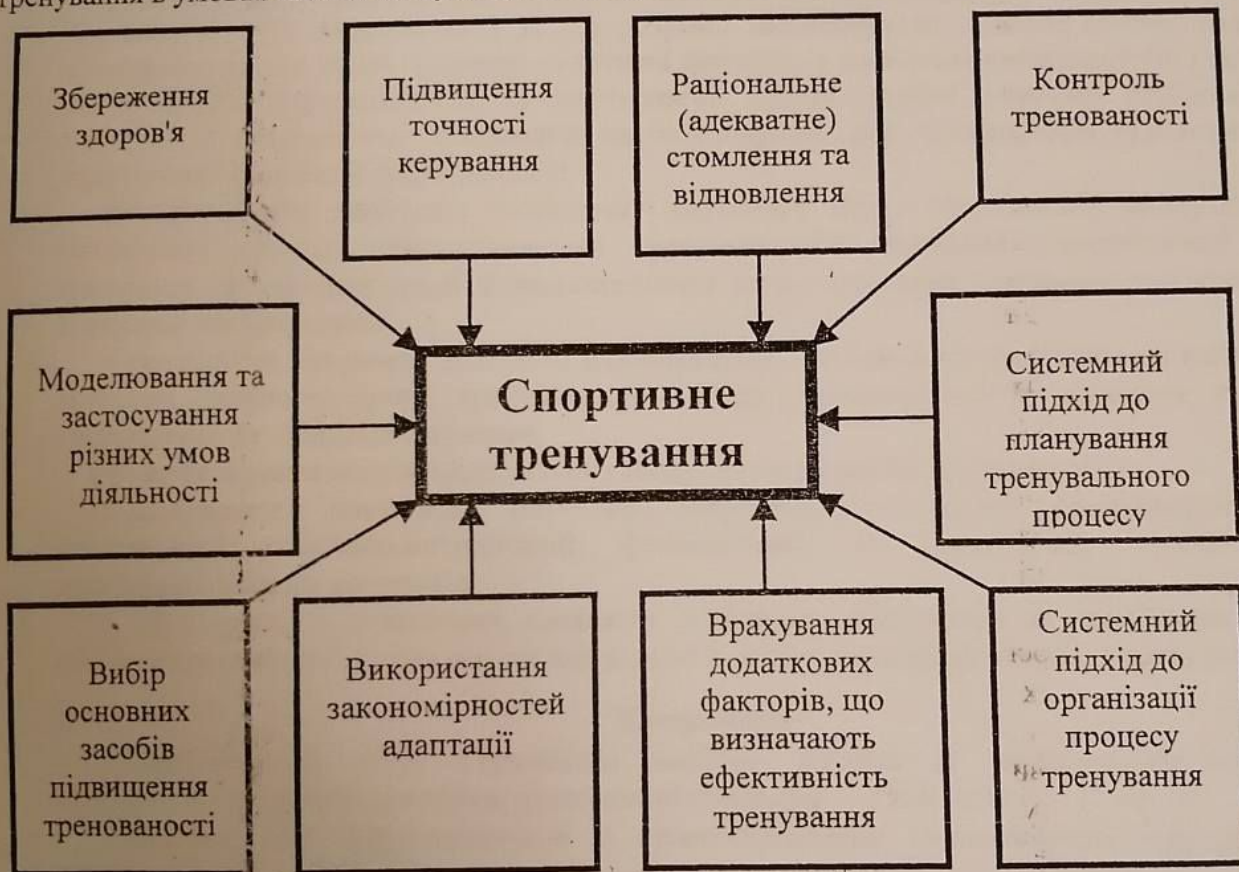 тренування в умовах
Збереження
здоров'я
Підвищення
точності
керування
Раціональне
(адекватне)
стомлення та
відновлення
Контроль
тренованості
Моделювання та
застосування
різних умов
діяльності
Спортивне
тренування
Системний
підхід до
планування
тренувального
процесу
Вибір
основних
засобів
підвищення
тренованості
Використання
закономірностей
адаптації
Врахування
додаткових
факторів, що
визначають
ефективність
тренування
Системний
підхід до
організації
процесу
тренування